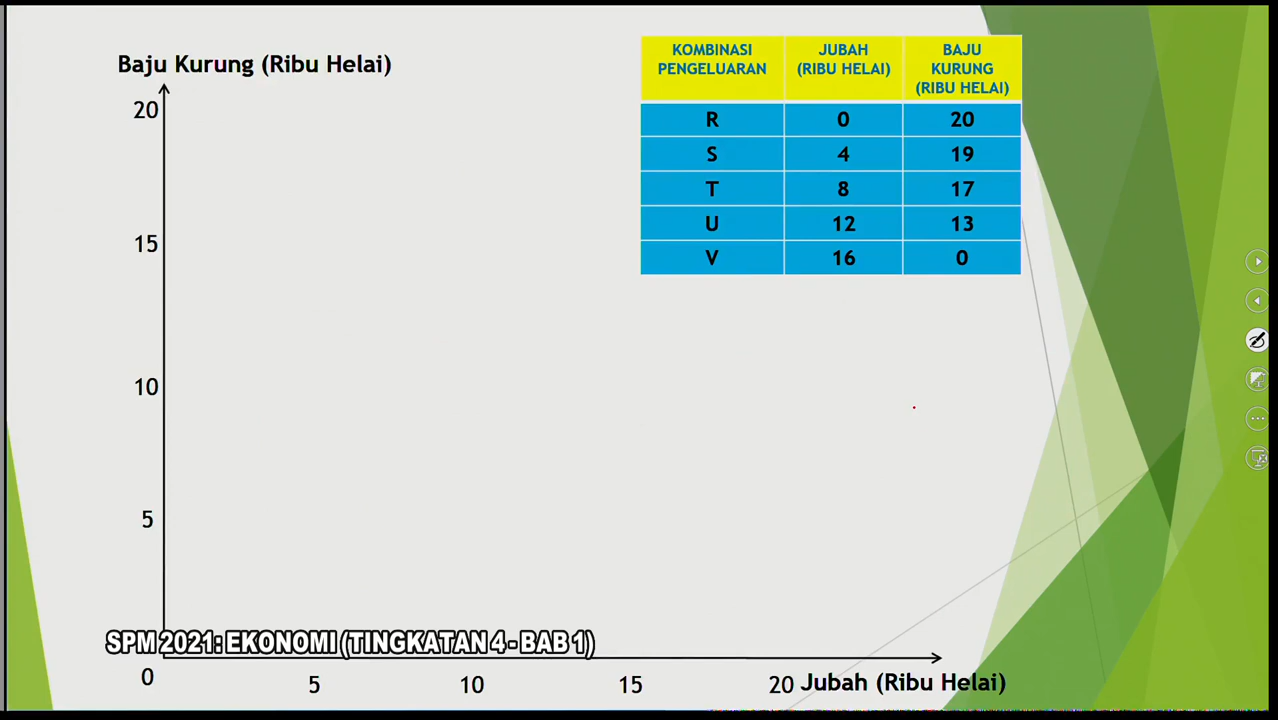 Baju Kurung (Ribu Helai)
20
15
10
5
0
5
10
15
20
Jubah (Ribu Helai)
KOMBINASI PENGELUARAN
JUBAH (RIBU HELAI)
BAJU KURUNG (RIBU HELAI)
R 0 20
S 4 19
T 8 17
U 12 13
V 16 0
SPM 2021: EKONOMI (TINGKATAN 4 - BAB 1)